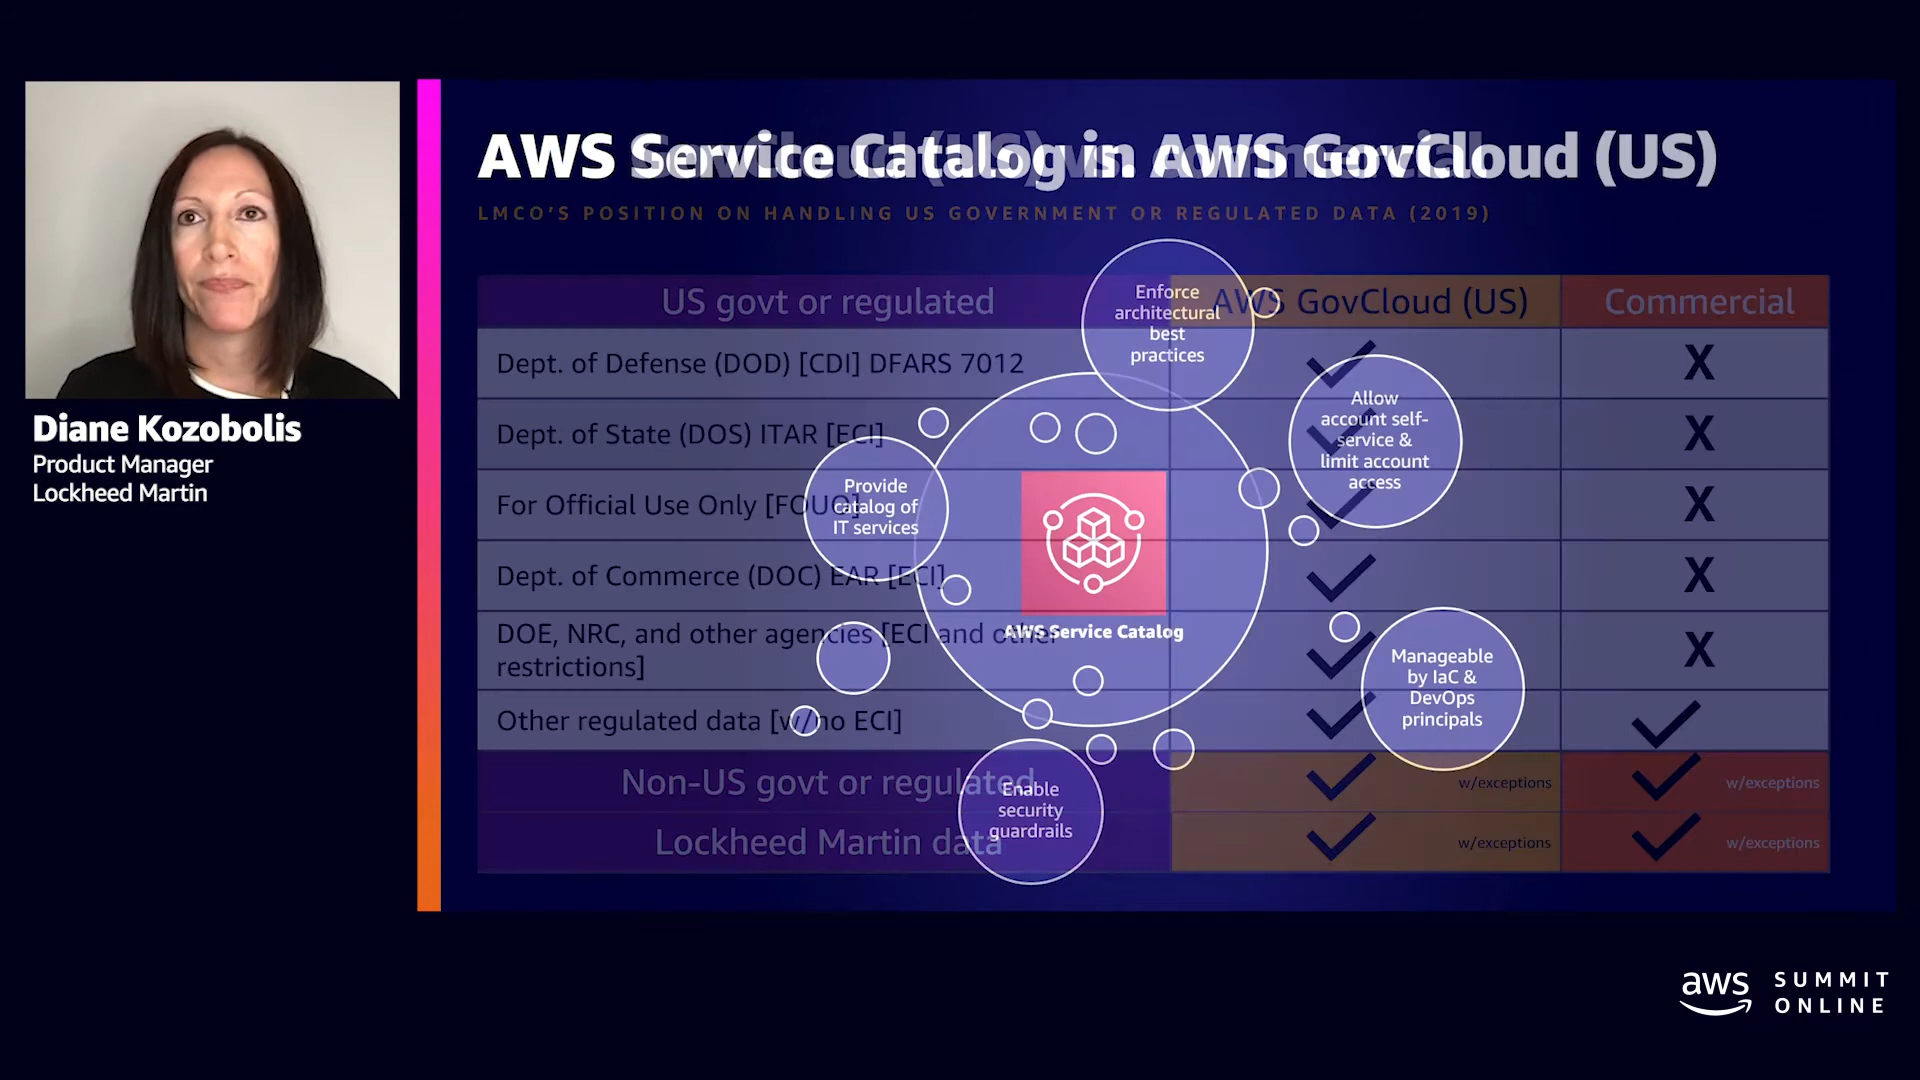 AWS Service Catalog in AWS GovCloud (US)
LMCO'S POSITION ON HANDLING US GOVERNMENT OR REGULATED DATA (2019)
US govt or regulated
AWS GovCloud (US)
Commercial
Enforce
architectural
best
practices
Dept. of Defense (DOD) [CDI] DFARS 7012
X
Allow
account self-
service &
limit account
access
Dept. of State (DOS) ITAR [ECI]
X
Provide
catalog of
IT services
For Official Use Only [FOUO]
X
Dept. of Commerce (DOC) EAR [ECI]
X
AWS Service Catalog
DOE, NRC, and other agencies [ECI and other
restrictions]
X
Manageable
by IaC &
DevOps
principals
Other regulated data [w/no ECI]
Non-US govt or regulated
w/exceptions
w/exceptions
Enable
security
guardrails
Lockheed Martin data
w/exceptions
w/exceptions
Diane Kozobolis
Product Manager
Lockheed Martin
aws
SUMMIT
ONLINE